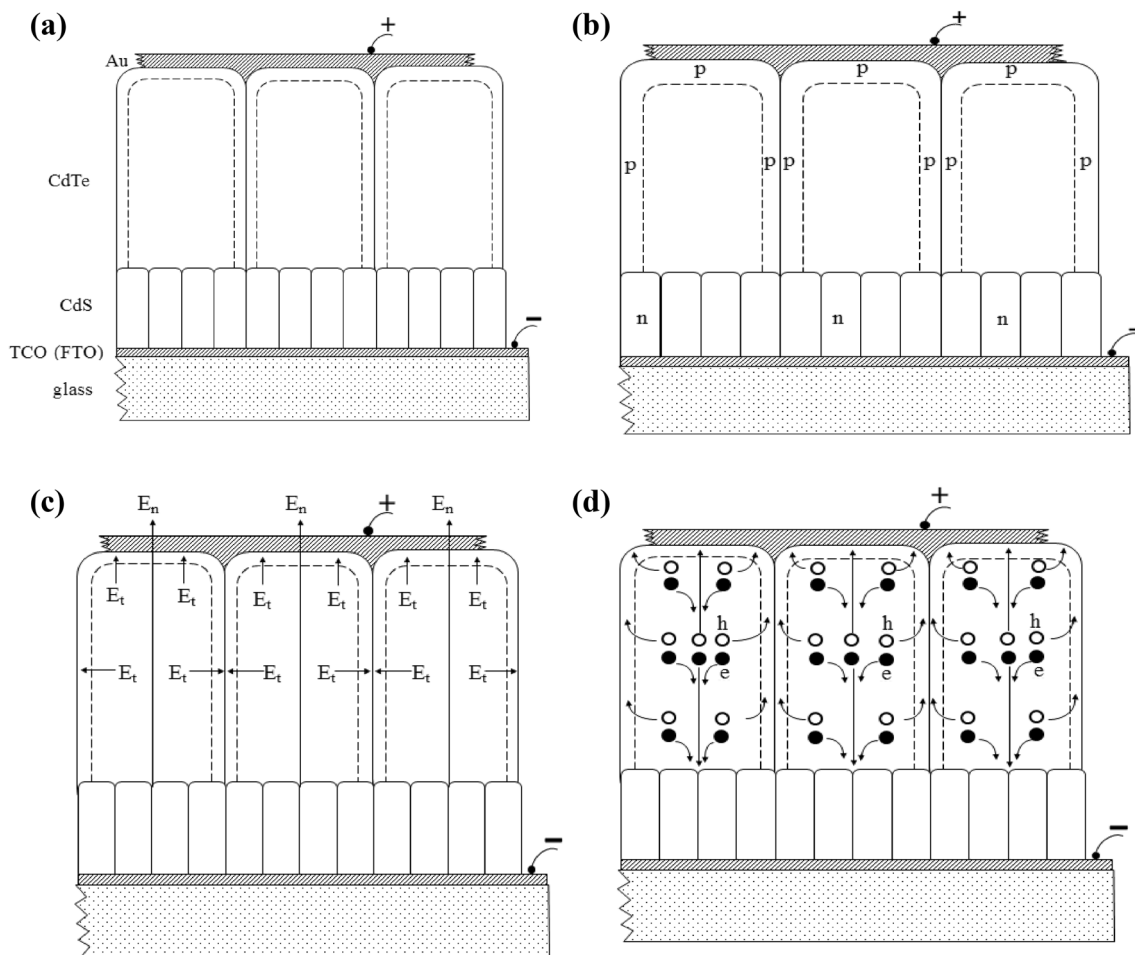 (a)
+
Au
CdTe
CdS
−
TCO (FTO)
glass
(b)
+
p p p
p p p p p p
n n n
−
(c)
En En + En
Et Et Et Et Et Et
Et Et Et Et Et Et
−
(d)
+
h h h
e e e
−